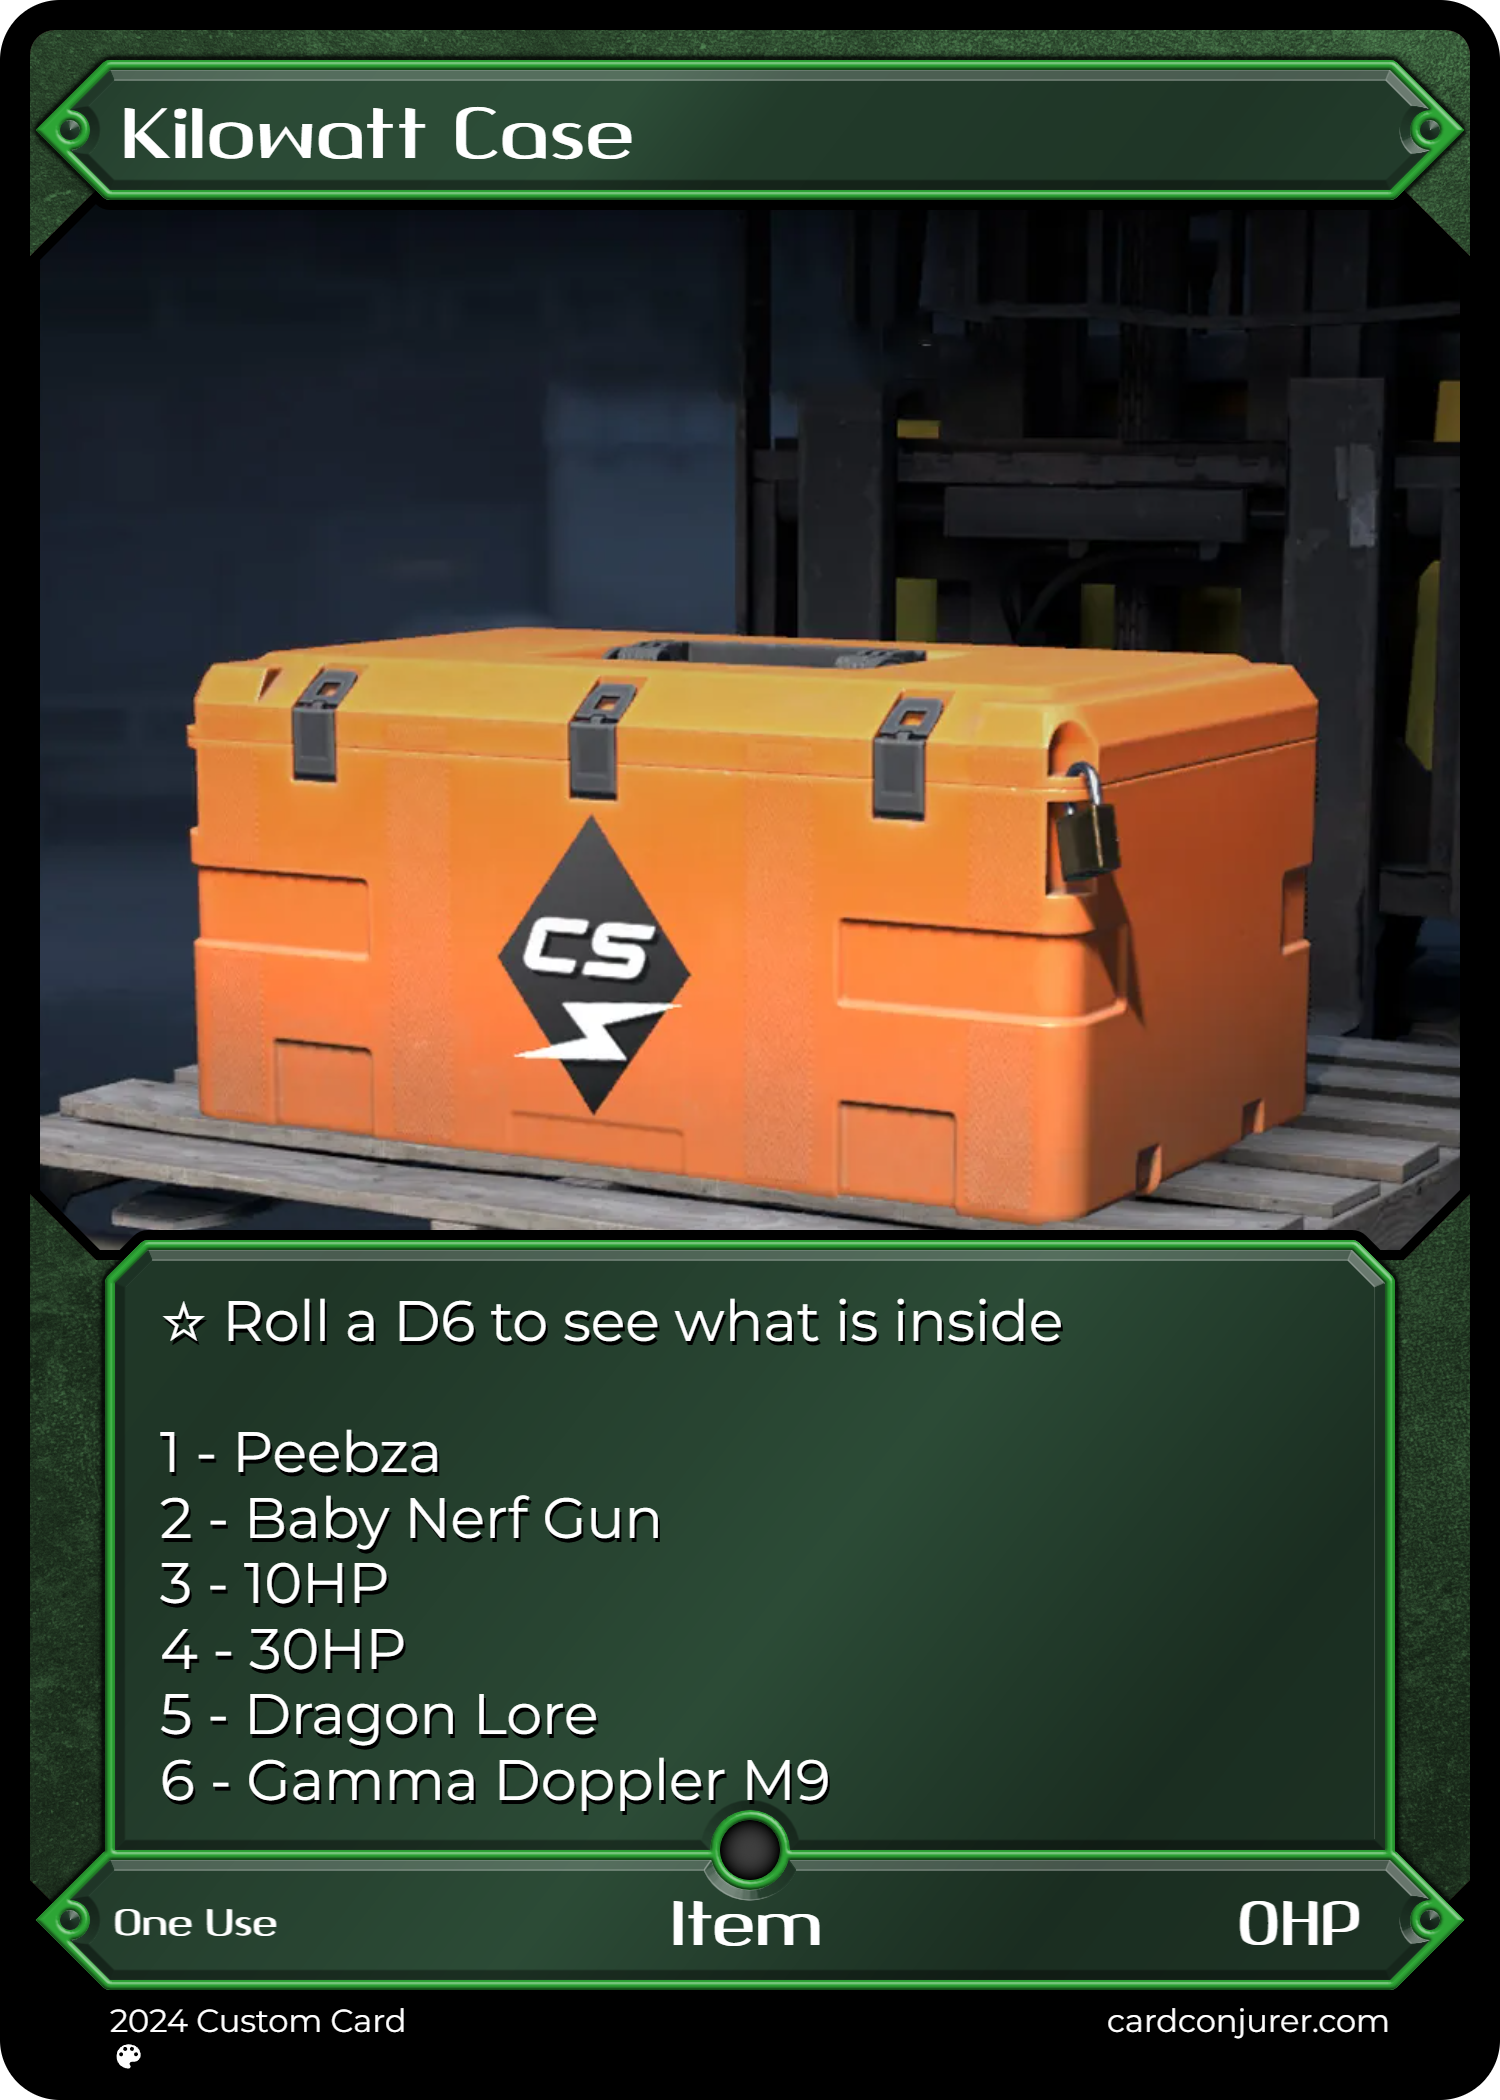 Kilowatt Case
CS
☆ Roll a D6 to see what is inside
1 - Peebza
2 - Baby Nerf Gun
3 - 10HP
4 - 30HP
5 - Dragon Lore
6 - Gamma Doppler M9
One Use
Item
0HP
2024 Custom Card
cardconjurer.com